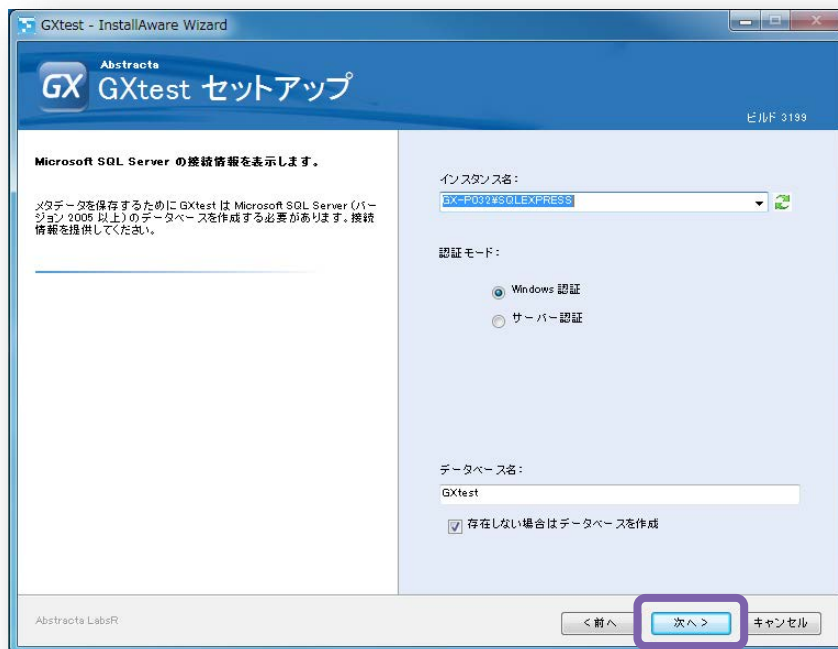 GXtest - InstallAware Wizard
Abstracta
GX GXtest セットアップ
ビルド 3199
Microsoft SQL Server の接続情報を表示します。
メタデータを保存するために GXtest は Microsoft SQL Server (バー
ジョン 2005 以上)のデータベースを作成する必要があります。接続
情報を提供してください。
インスタンス名:
GX-P032¥SQLEXPRESS
認証モード:
Windows 認証
サーバー認証
データベース名:
GXtest
存在しない場合はデータベースを作成
Abstracta LabsR
<前へ
次へ>
キャンセル